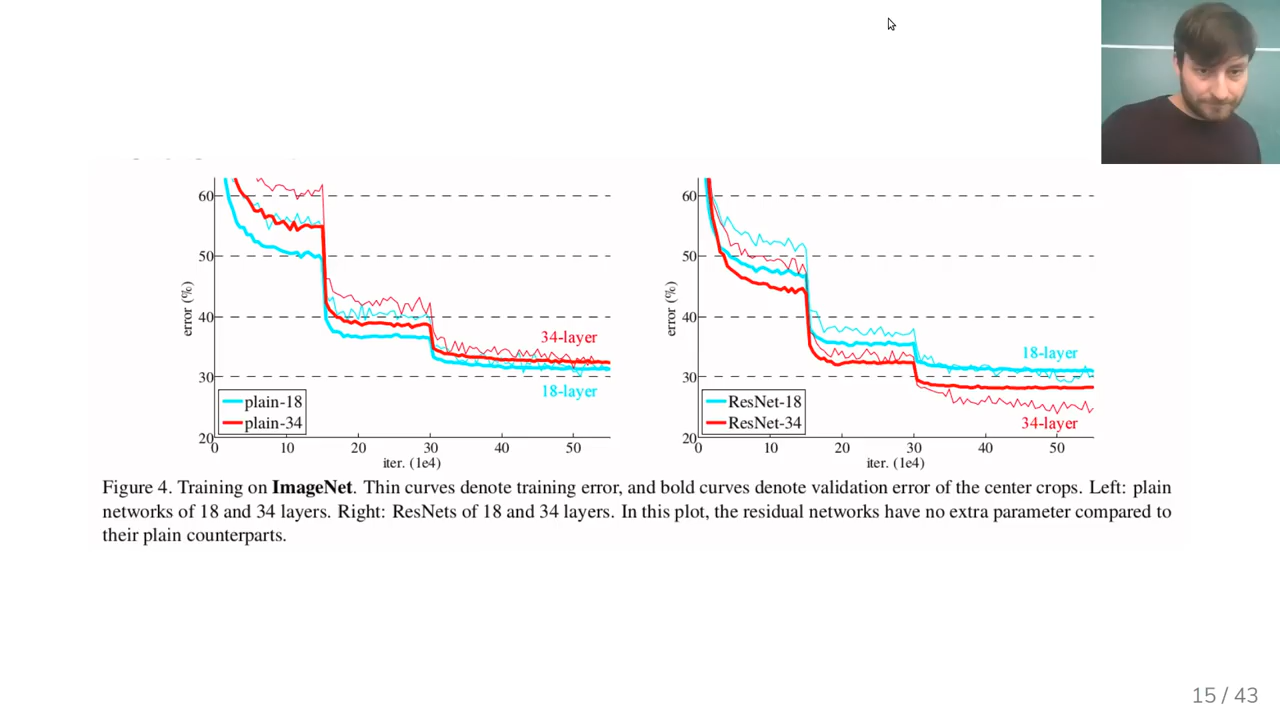 60
50
40
30
20
error (%)
0
10
20
30
40
50
iter. (1e4)
34-layer
18-layer
plain-18
plain-34
60
50
40
30
20
error (%)
0
10
20
30
40
50
iter. (1e4)
18-layer
34-layer
ResNet-18
ResNet-34
Figure 4. Training on ImageNet. Thin curves denote training error, and bold curves denote validation error of the center crops. Left: plain
networks of 18 and 34 layers. Right: ResNets of 18 and 34 layers. In this plot, the residual networks have no extra parameter compared to
their plain counterparts.
15 / 43